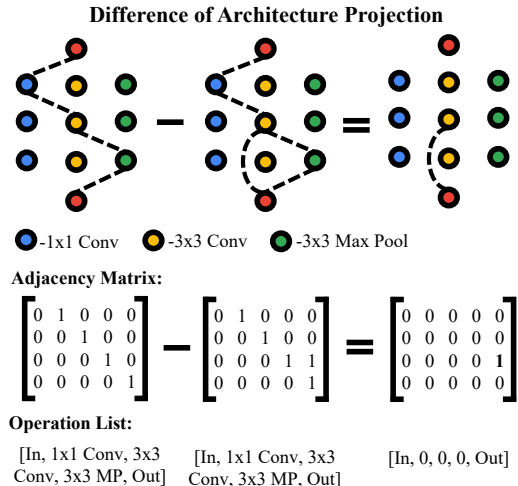 Difference of Architecture Projection
-1x1 Conv -3x3 Conv -3x3 Max Pool
Adjacency Matrix:
0 1 0 0 0
0 0 1 0 0
0 0 0 1 0
0 0 0 0 1
0 1 0 0 0
0 0 1 0 0
0 0 0 1 1
0 0 0 0 1
0 0 0 0 0
0 0 0 0 0
0 0 0 0 1
0 0 0 0 0
Operation List:
[In, 1x1 Conv, 3x3
Conv, 3x3 MP, Out]
[In, 1x1 Conv, 3x3
Conv, 3x3 MP, Out]
[In, 0, 0, 0, Out]